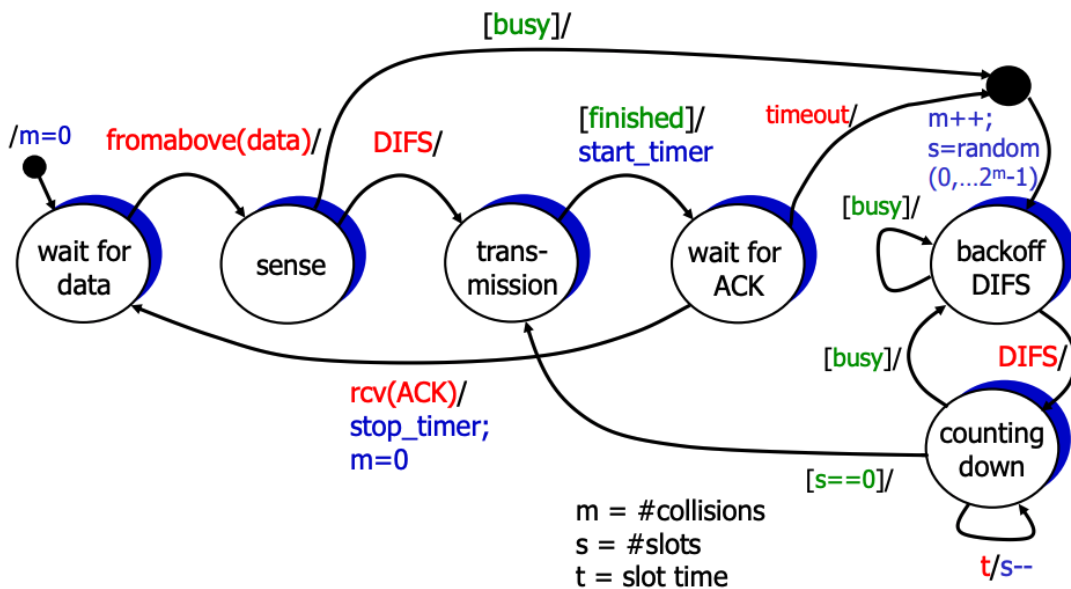 [busy]/
/m=0
fromabove(data)/
DIFS/
[finished]/
start_timer
timeout/
m++;
s=random
(0,…2ᵐ-1)
wait for
data
sense
trans-
mission
wait for
ACK
[busy]/
backoff
DIFS
[busy]/
DIFS/
rcv(ACK)/
stop_timer;
m=0
counting
down
[s==0]/
m = #collisions
s = #slots
t = slot time
t/s--